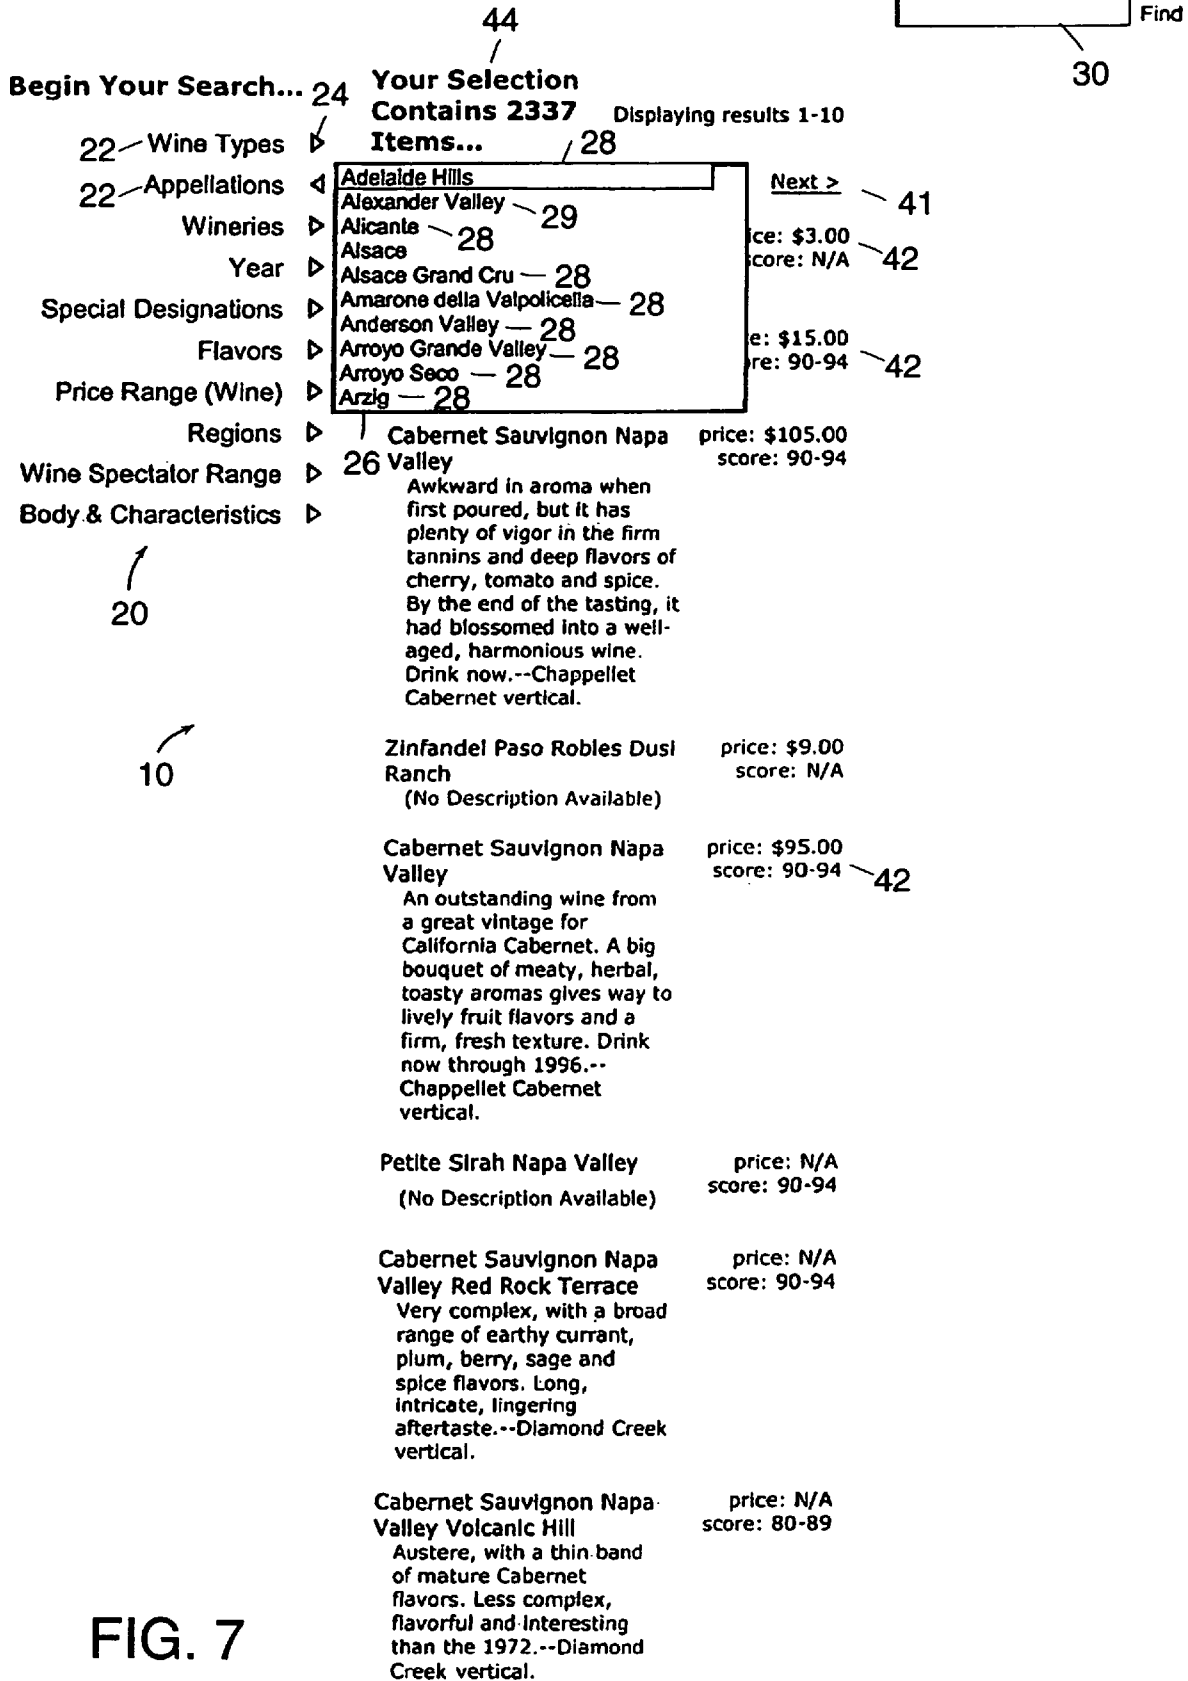 44
Find
30
Begin Your Search... 24
Your Selection
Contains 2337
Items...
Displaying results 1-10
28
22 Wine Types
22 Appellations
Wineries
Year
Special Designations
Flavors
Price Range (Wine)
Regions
Wine Spectator Range
Body & Characteristics
20
10
Adelaide Hills
Alexander Valley 29
Alicante 28
Alsace
Alsace Grand Cru 28
Amarone della Valpolicella 28
Anderson Valley 28
Arroyo Grande Valley 28
Arroyo Seco 28
Arzig 28
26
Next >
41
ice: $3.00
core: N/A 42
e: $15.00
re: 90-94 42
Cabernet Sauvignon Napa
Valley
price: $105.00
score: 90-94
Awkward in aroma when
first poured, but it has
plenty of vigor in the firm
tannins and deep flavors of
cherry, tomato and spice.
By the end of the tasting, it
had blossomed into a well-
aged, harmonious wine.
Drink now.--Chappellet
Cabernet vertical.
Zinfandel Paso Robles Dusi
Ranch
price: $9.00
score: N/A
(No Description Available)
Cabernet Sauvignon Napa
Valley
price: $95.00
score: 90-94 42
An outstanding wine from
a great vintage for
California Cabernet. A big
bouquet of meaty, herbal,
toasty aromas gives way to
lively fruit flavors and a
firm, fresh texture. Drink
now through 1996.--
Chappellet Cabernet
vertical.
Petite Sirah Napa Valley
price: N/A
score: 90-94
(No Description Available)
Cabernet Sauvignon Napa
Valley Red Rock Terrace
price: N/A
score: 90-94
Very complex, with a broad
range of earthy currant,
plum, berry, sage and
spice flavors. Long,
intricate, lingering
aftertaste.--Diamond Creek
vertical.
Cabernet Sauvignon Napa
Valley Volcanic Hill
price: N/A
score: 80-89
Austere, with a thin band
of mature Cabernet
flavors. Less complex,
flavorful and interesting
than the 1972.--Diamond
Creek vertical.
FIG. 7